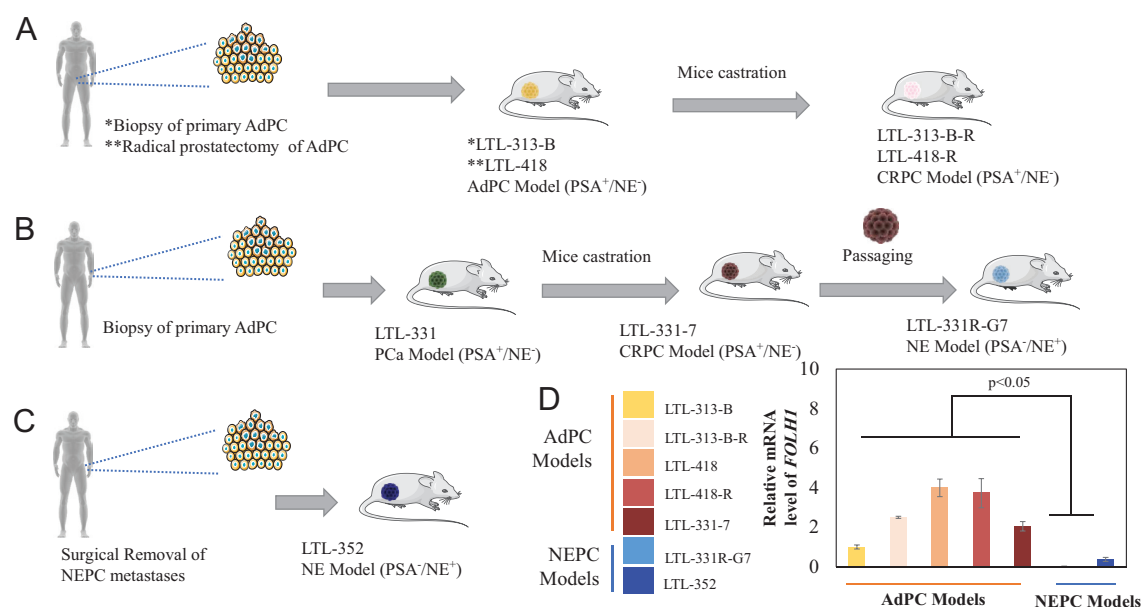 A
*Biopsy of primary AdPC
**Radical prostatectomy of AdPC
*LTL-313-B
**LTL-418
AdPC Model (PSA⁺/NE⁻)
Mice castration
LTL-313-B-R
LTL-418-R
CRPC Model (PSA⁺/NE⁻)
B
Biopsy of primary AdPC
LTL-331
PCa Model (PSA⁺/NE⁻)
Mice castration
LTL-331-7
CRPC Model (PSA⁺/NE⁻)
Passaging
LTL-331R-G7
NE Model (PSA⁻/NE⁺)
C
Surgical Removal of
NEPC metastases
LTL-352
NE Model (PSA⁻/NE⁺)
D
AdPC
Models
LTL-313-B
LTL-313-B-R
LTL-418
LTL-418-R
LTL-331-7
NEPC
Models
LTL-331R-G7
LTL-352
Relative mRNA
level of FOLH1
10
8
6
4
2
0
p<0.05
AdPC Models
NEPC Models